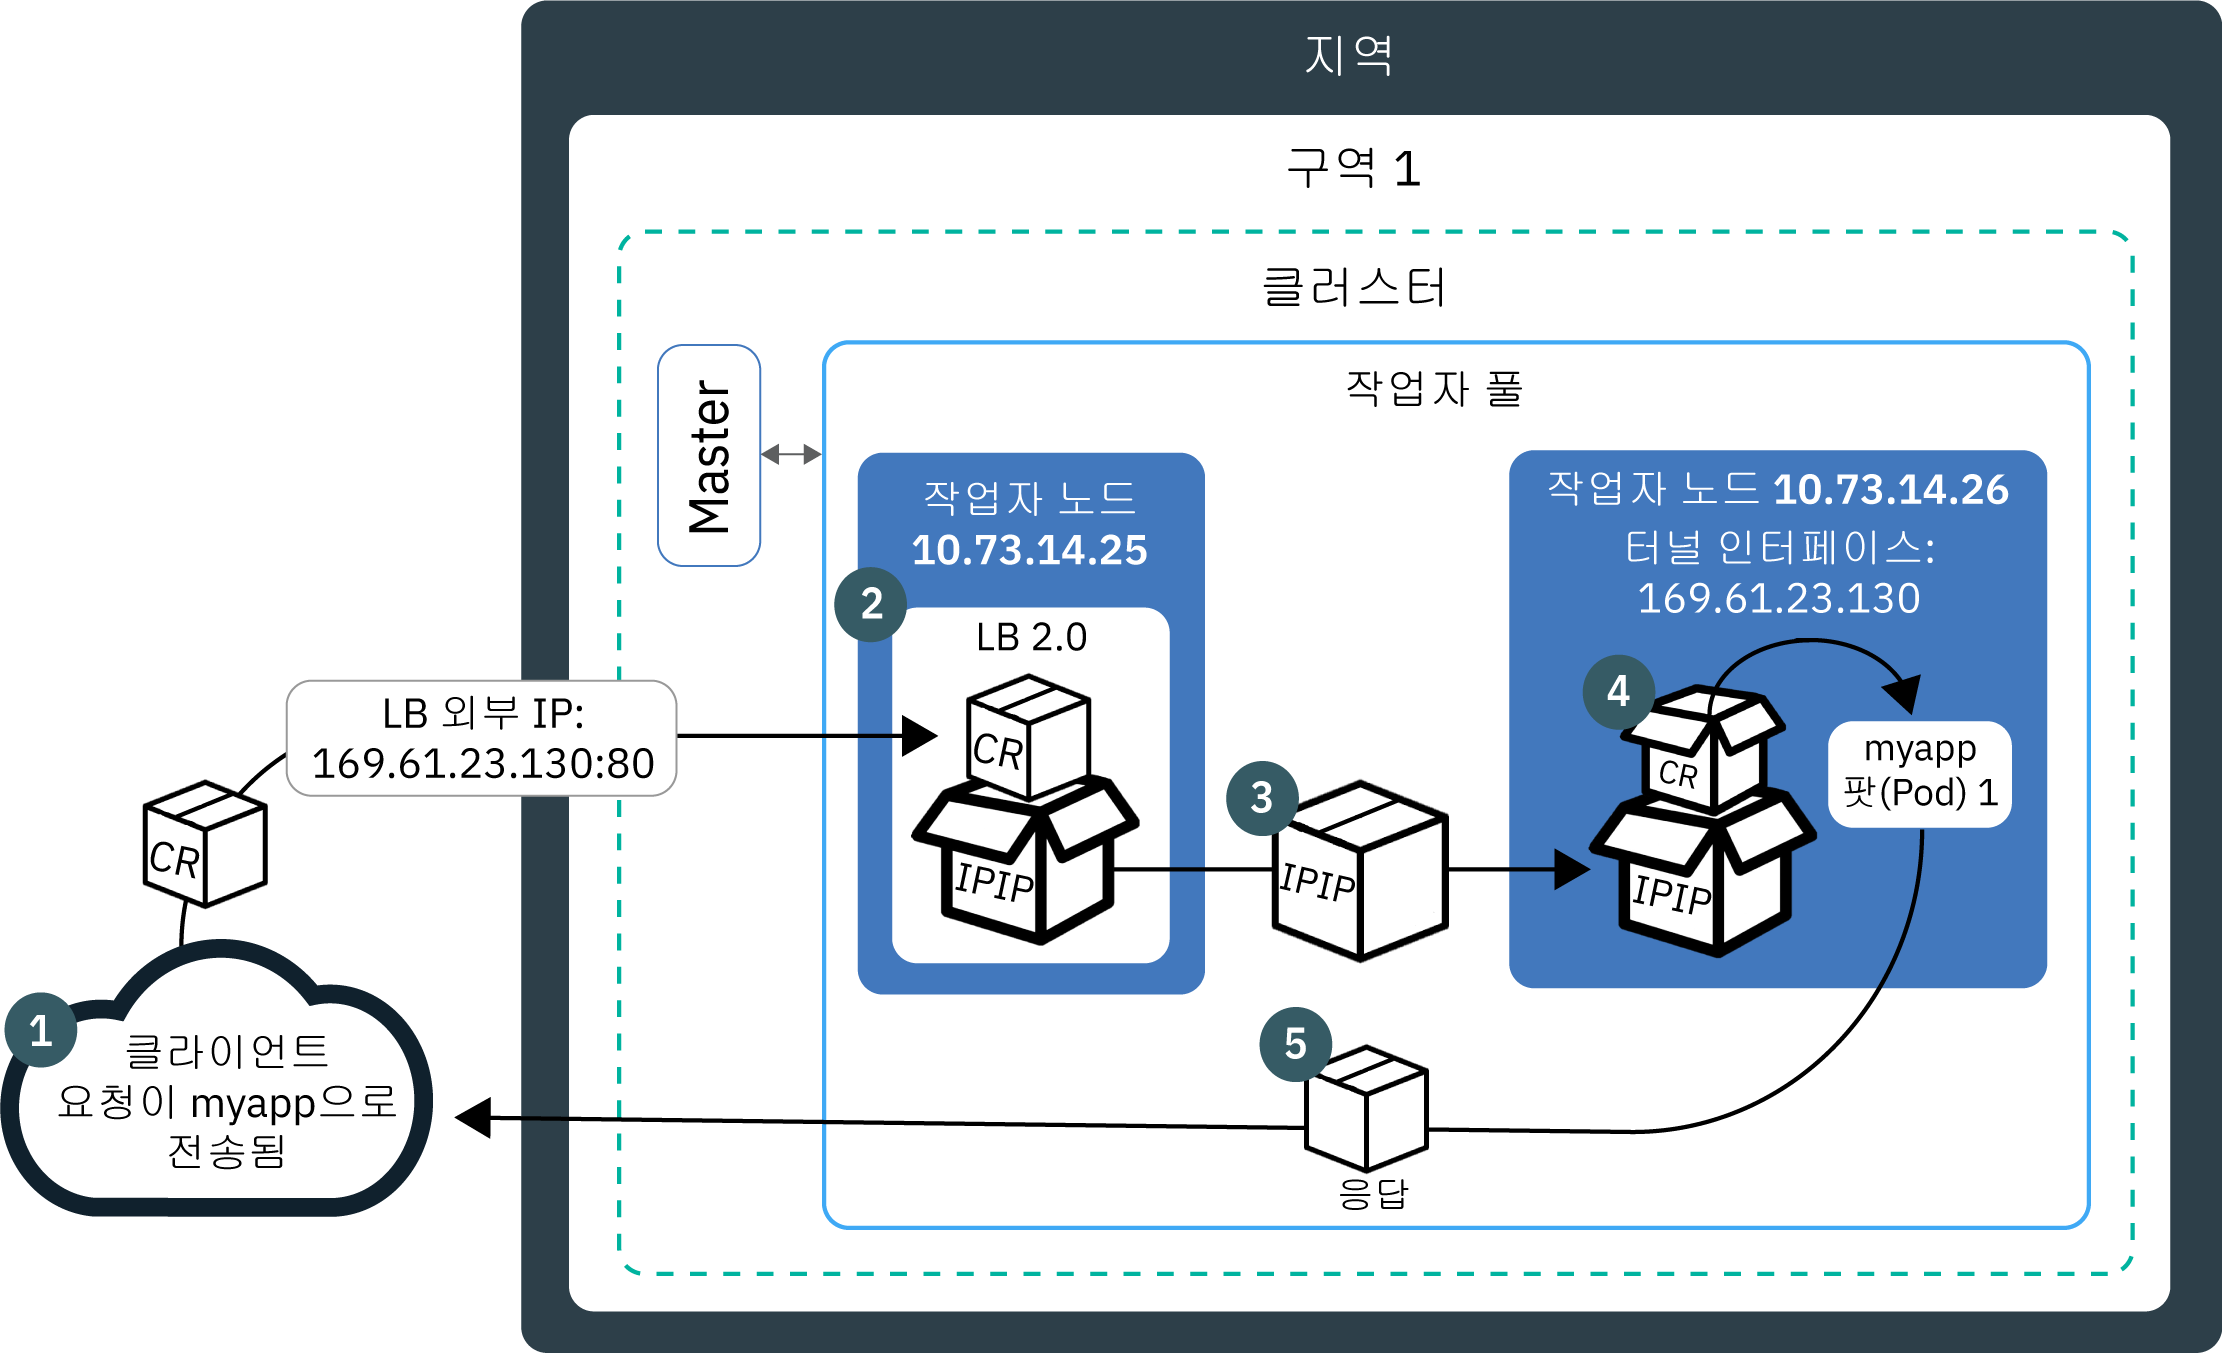 지역
구역 1
클러스터
Master
작업자 풀
작업자 노드
10.73.14.25
2
LB 2.0
CR
IPIP
작업자 노드 10.73.14.26
터널 인터페이스:
169.61.23.130
4
CR
IPIP
myapp
팟(Pod) 1
LB 외부 IP:
169.61.23.130:80
CR
3
IPIP
1
클라이언트
요청이 myapp으로
전송됨
5
응답